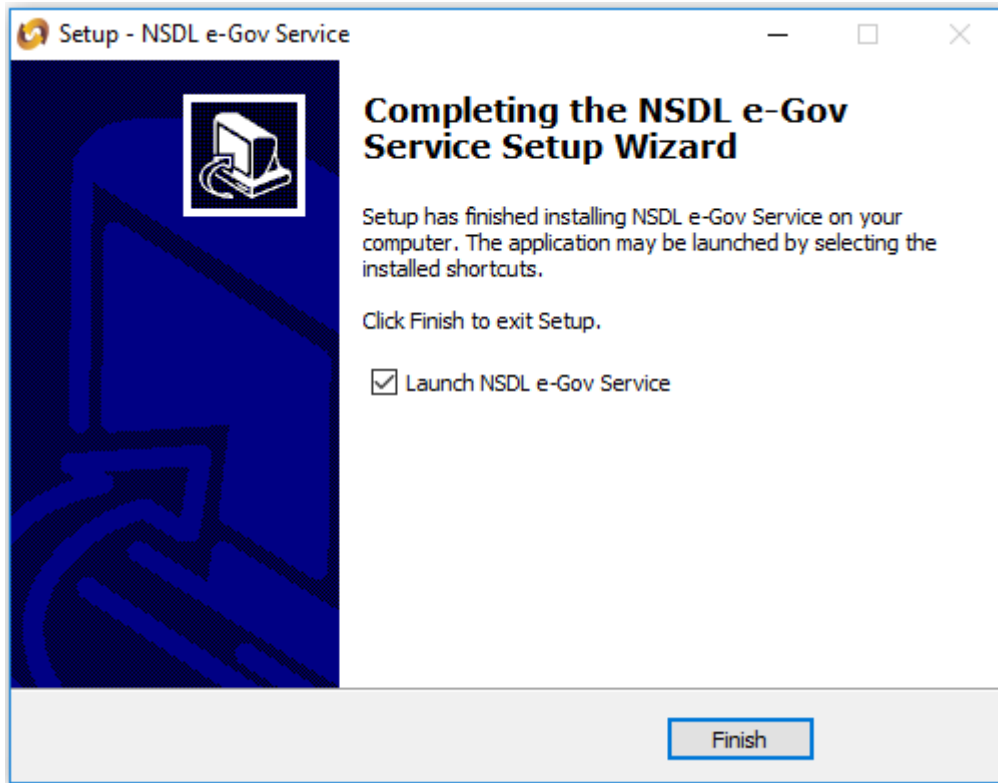 Setup - NSDL e-Gov Service
Completing the NSDL e-Gov
Service Setup Wizard
Setup has finished installing NSDL e-Gov Service on your
computer. The application may be launched by selecting the
installed shortcuts.
Click Finish to exit Setup.
Launch NSDL e-Gov Service
Finish